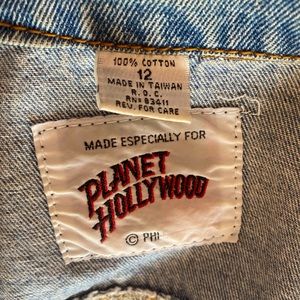 100% COTTON
12
MADE IN TAIWAN
R.O.C.
RN# 83411
REV. FOR CARE
MADE ESPECIALLY FOR
PLANET
HOLLYWOOD
© PHI